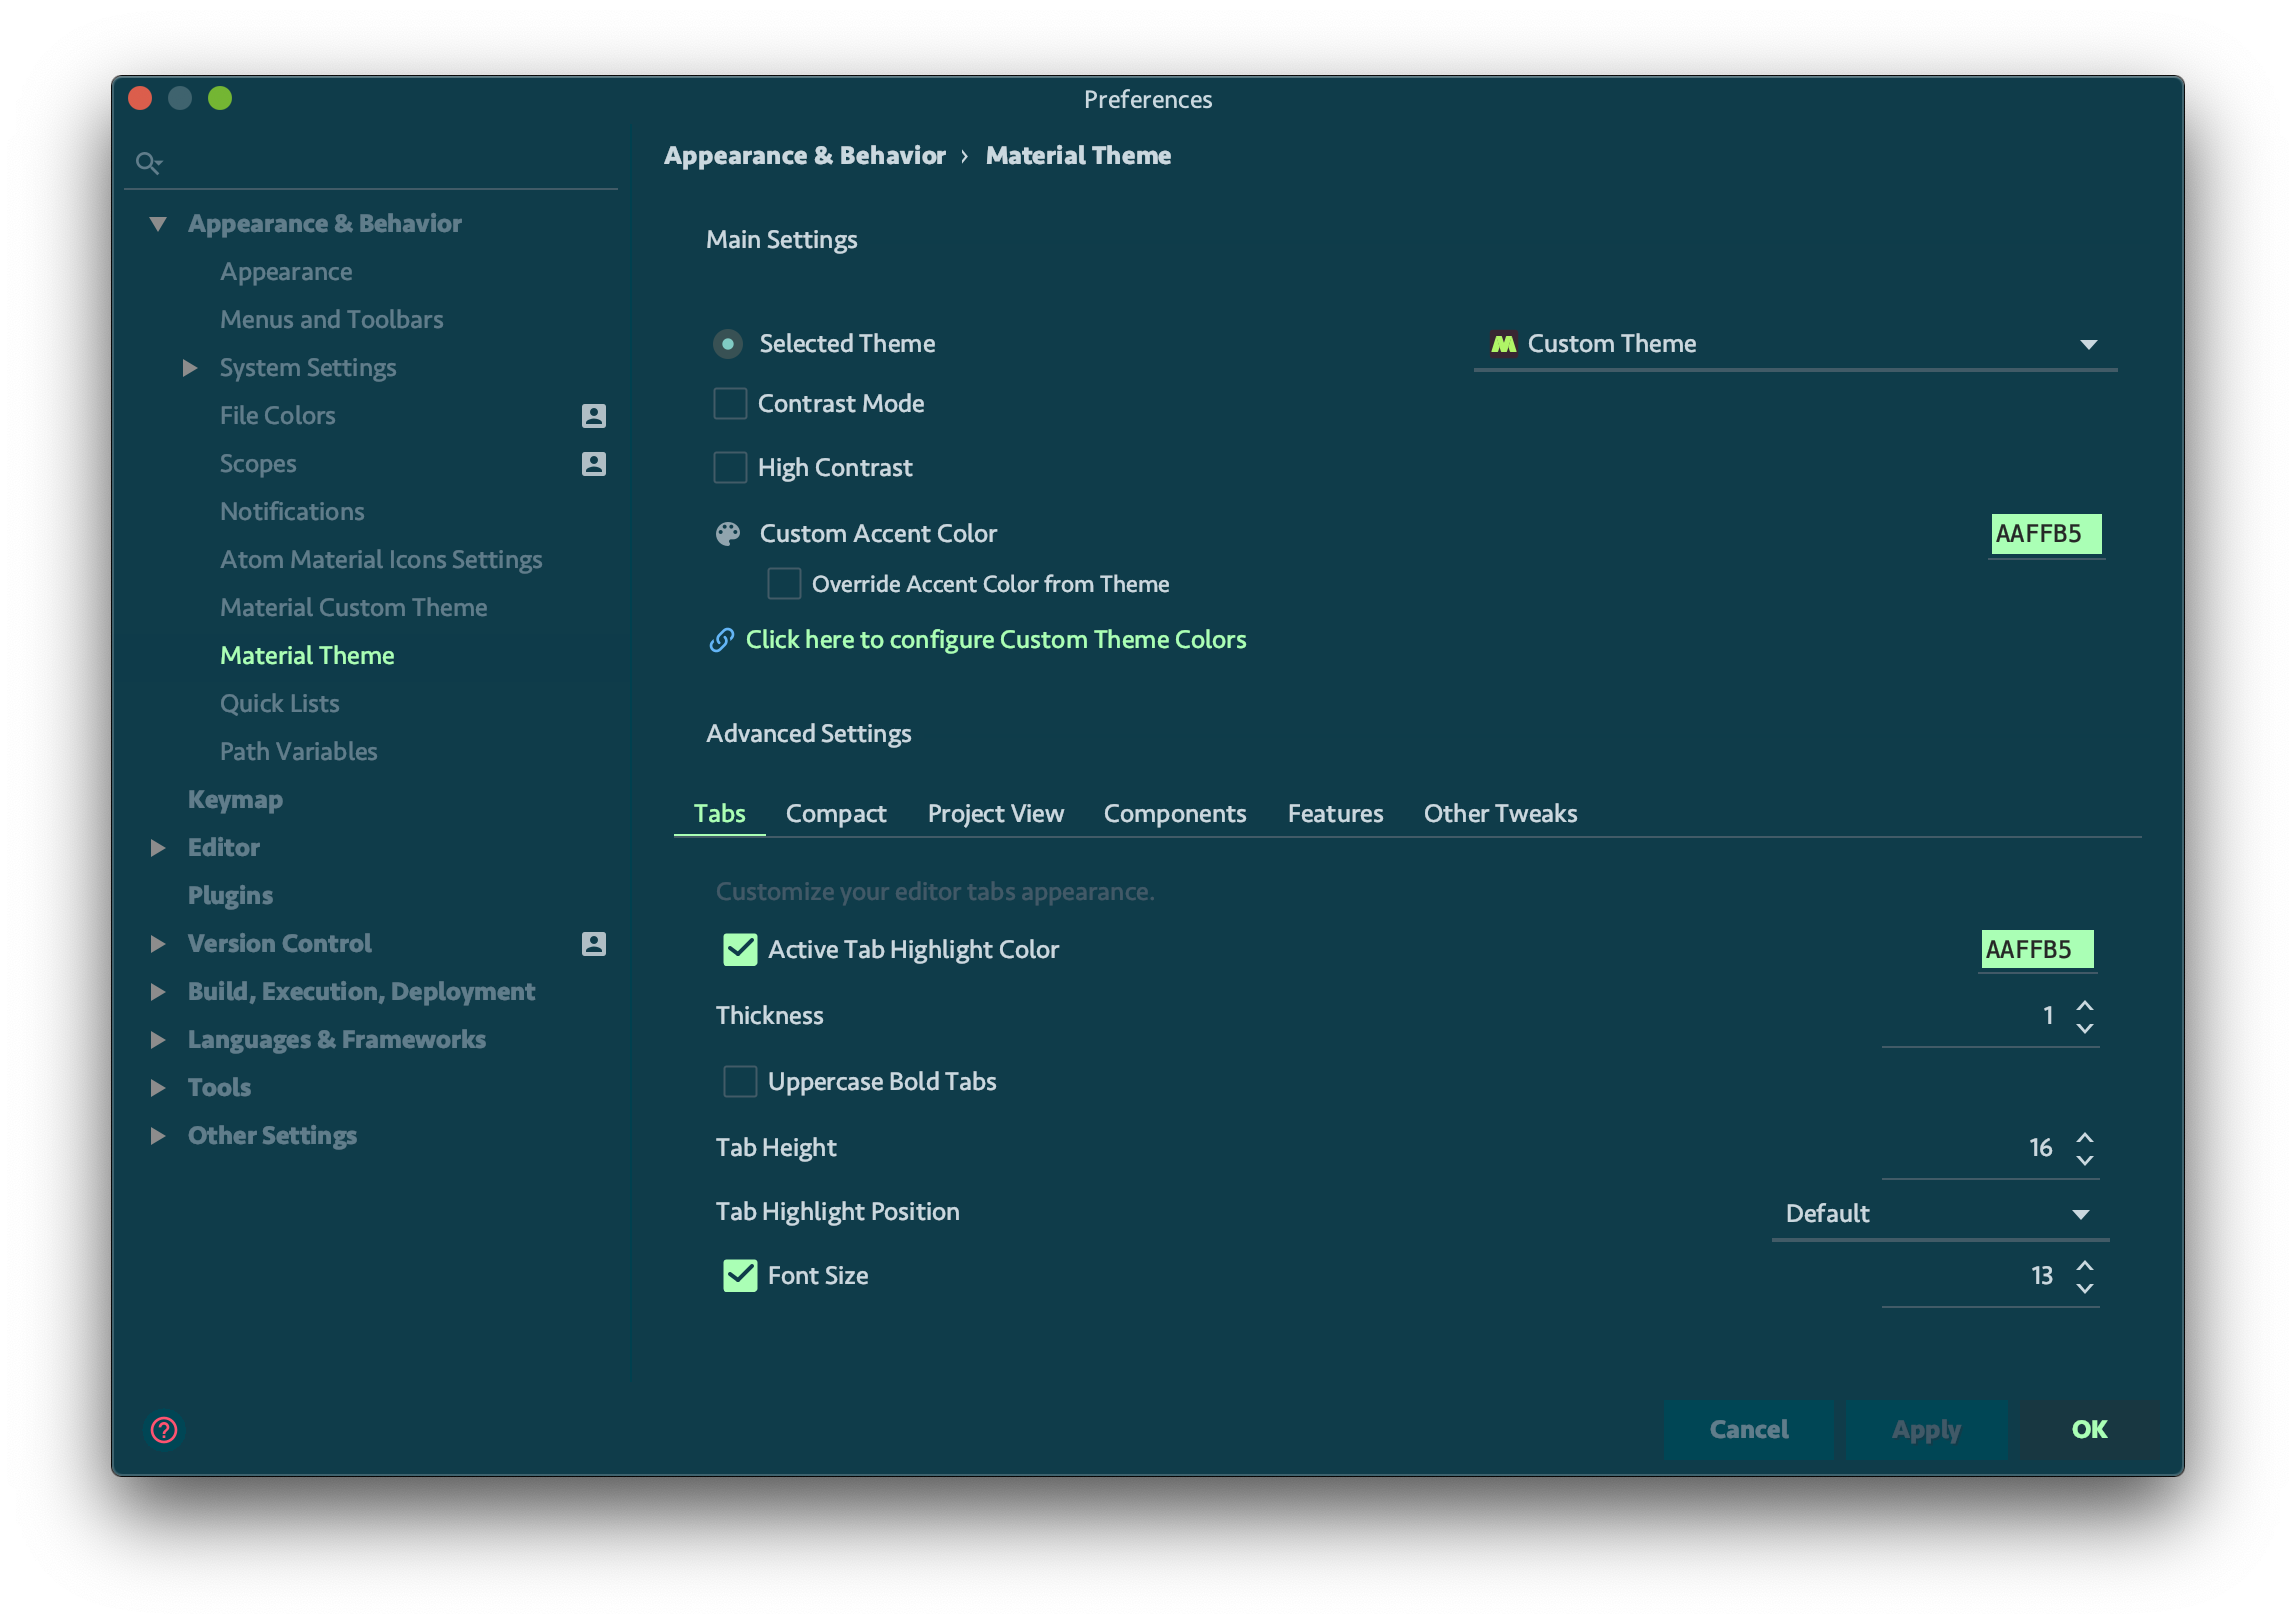 Preferences
Appearance & Behavior
Appearance
Menus and Toolbars
System Settings
File Colors
Scopes
Notifications
Atom Material Icons Settings
Material Custom Theme
Material Theme
Quick Lists
Path Variables
Keymap
Editor
Plugins
Version Control
Build, Execution, Deployment
Languages & Frameworks
Tools
Other Settings
Appearance & Behavior › Material Theme
Main Settings
Selected Theme Custom Theme
Contrast Mode
High Contrast
Custom Accent Color AAFFB5
Override Accent Color from Theme
Click here to configure Custom Theme Colors
Advanced Settings
Tabs Compact Project View Components Features Other Tweaks
Customize your editor tabs appearance.
Active Tab Highlight Color AAFFB5
Thickness 1
Uppercase Bold Tabs
Tab Height 16
Tab Highlight Position Default
Font Size 13
? Cancel Apply OK